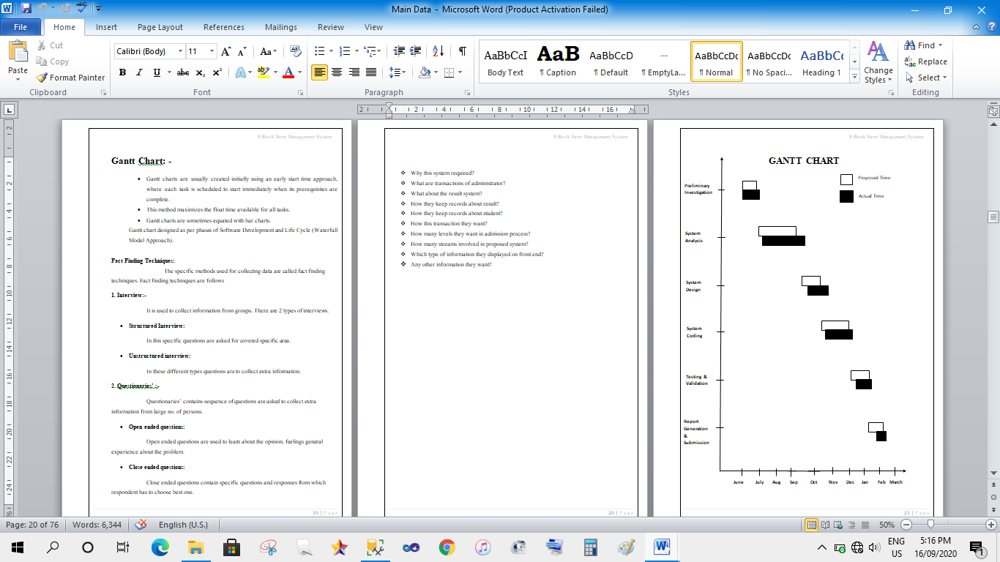 Main Data - Microsoft Word (Product Activation Failed)
File Home Insert Page Layout References Mailings Review View
Paste
Cut
Copy
Format Painter
Clipboard
Calibri (Body) 11
Font
Paragraph
AaBbCcI AaB AaBbCcD AaBbCcDc AaBbCcDc AaBbCc
Body Text ¶ Caption ¶ Default ¶ EmptyLa... ¶ Normal ¶ No Spaci... Heading 1
Change Styles
Styles
Find
Replace
Select
Editing
E-Book Store Management System
Gantt Chart: -
• Gantt charts are usually created initially using an early start time approach,
where each task is scheduled to start immediately when its prerequisites are
complete.
• This method maximizes the float time available for all tasks.
• Gantt charts are sometimes equated with bar charts.
Gantt chart designed as per phases of Software Development and Life Cycle (Waterfall
Model Approach).
Fact Finding Techniques:
The specific methods used for collecting data are called fact finding
techniques. Fact finding techniques are follows
1. Interview:-
It is used to collect information from groups. There are 2 types of interviews.
• Structured Interview:
In this specific questions are asked for covered specific area.
• Unstructured interview:
In these different types questions are to collect extra information.
2. Questionaries' :-
Questionaries' contains sequence of questions are asked to collect extra
information from large no. of persons.
• Open ended questions:
Open ended questions are used to learn about the opinion, feelings general
experience about the problem.
• Close ended questions:
Close ended questions contain specific questions and responses from which
respondent has to choose best one.
19 | Page
E-Book Store Management System
❖ Why this system required?
❖ What are transactions of administrator?
❖ What about the result system?
❖ How they keep records about result?
❖ How they keep records about student?
❖ How this transaction they want?
❖ How many levels they want in admission process?
❖ How many streams involved in proposed system?
❖ Which type of information they displayed on front end?
❖ Any other information they want?
20 | Page
E-Book Store Management System
GANTT CHART
Proposed Time
Actual Time
Preliminary
Investigation
System
Analysis
System
Design
System
Coding
Testing &
Validation
Report
Generation
&
Submission
June July Aug Sep Oct Nov Dec Jan Feb March
21 | Page
Page: 20 of 76 Words: 6,344 English (U.S.) 50%
ENG
US
5:16 PM
16/09/2020
1